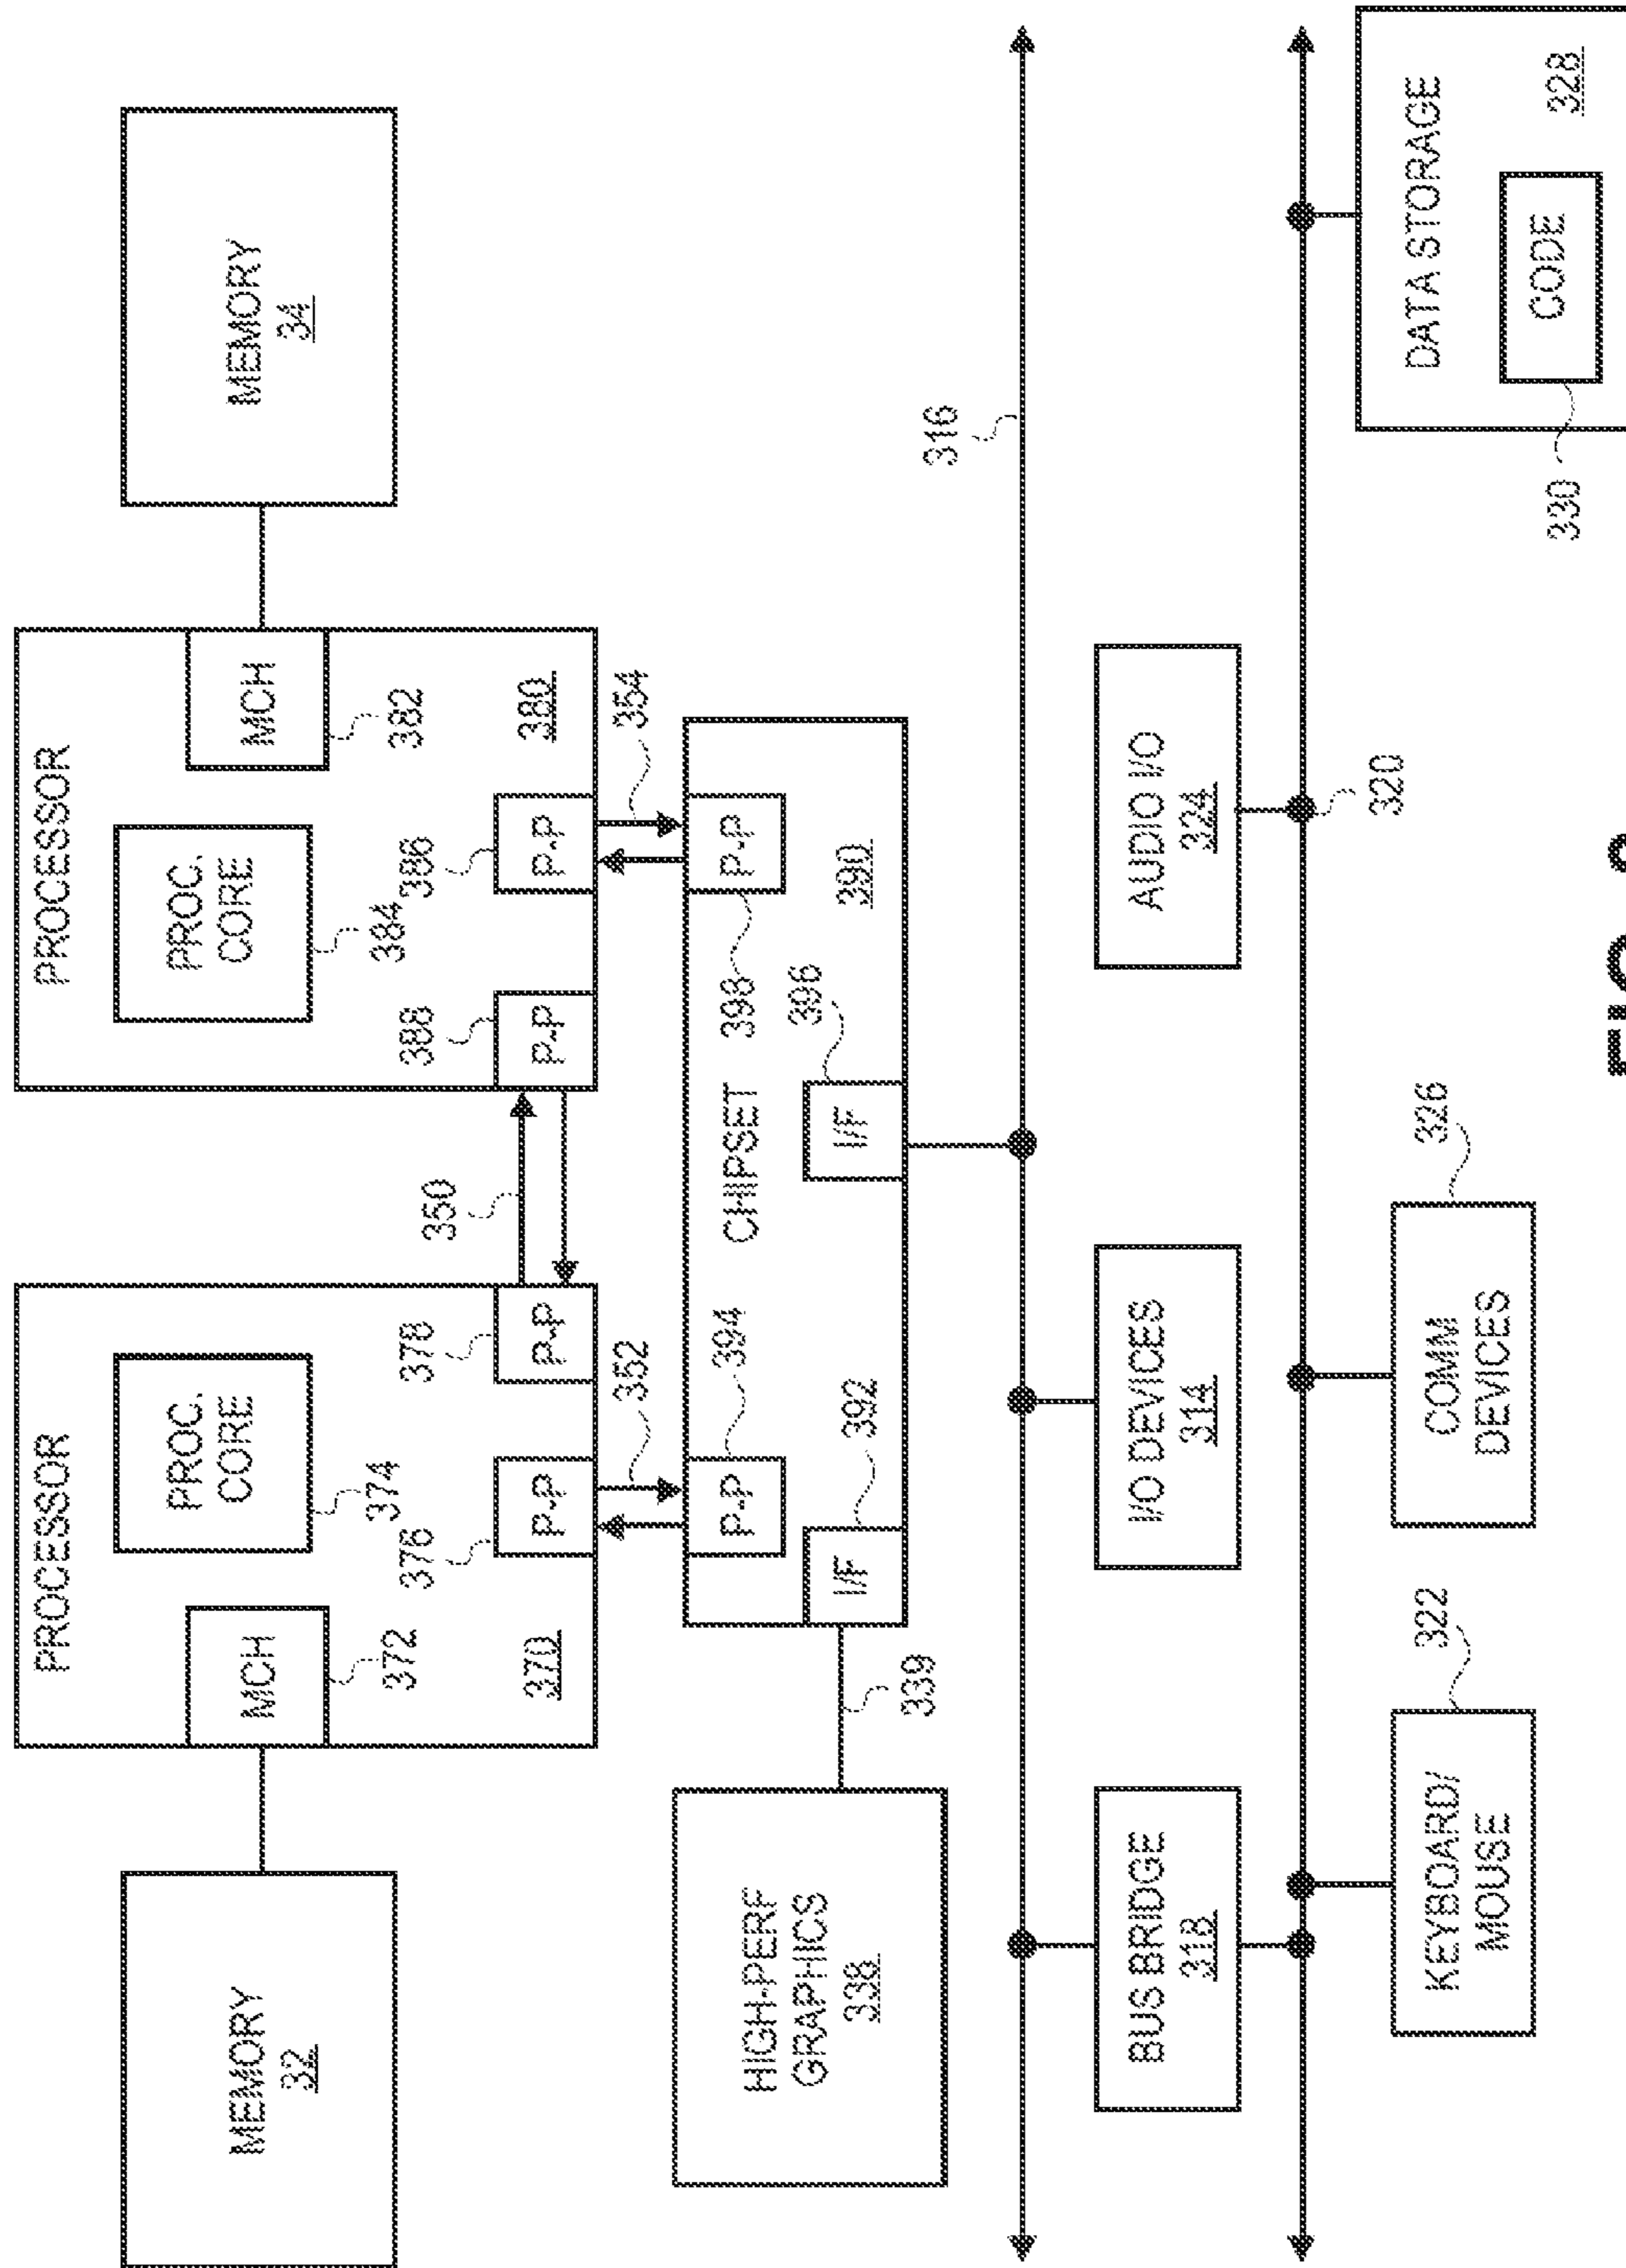 PROCESSOR
PROCESSOR
MEMORY
32
MCH
372
PROC.
CORE
374
370
376
P-P
378
P-P
350
388
P-P
PROC.
CORE
384
386
P-P
MCH
382
380
MEMORY
34
352
354
HIGH-PERF
GRAPHICS
338
339
I/F
392
P-P
394
CHIPSET
I/F
396
P-P
398
390
316
BUS BRIDGE
318
I/O DEVICES
314
AUDIO I/O
324
320
KEYBOARD/
MOUSE
322
COMM
DEVICES
326
DATA STORAGE
CODE
328
330